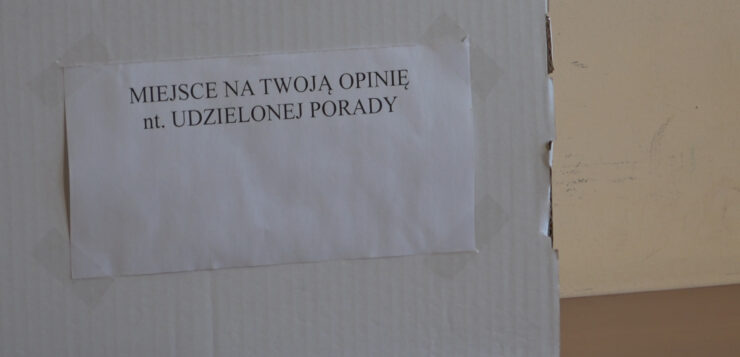 MIEJSCE NA TWOJĄ OPINIĘ
nt. UDZIELONEJ PORADY